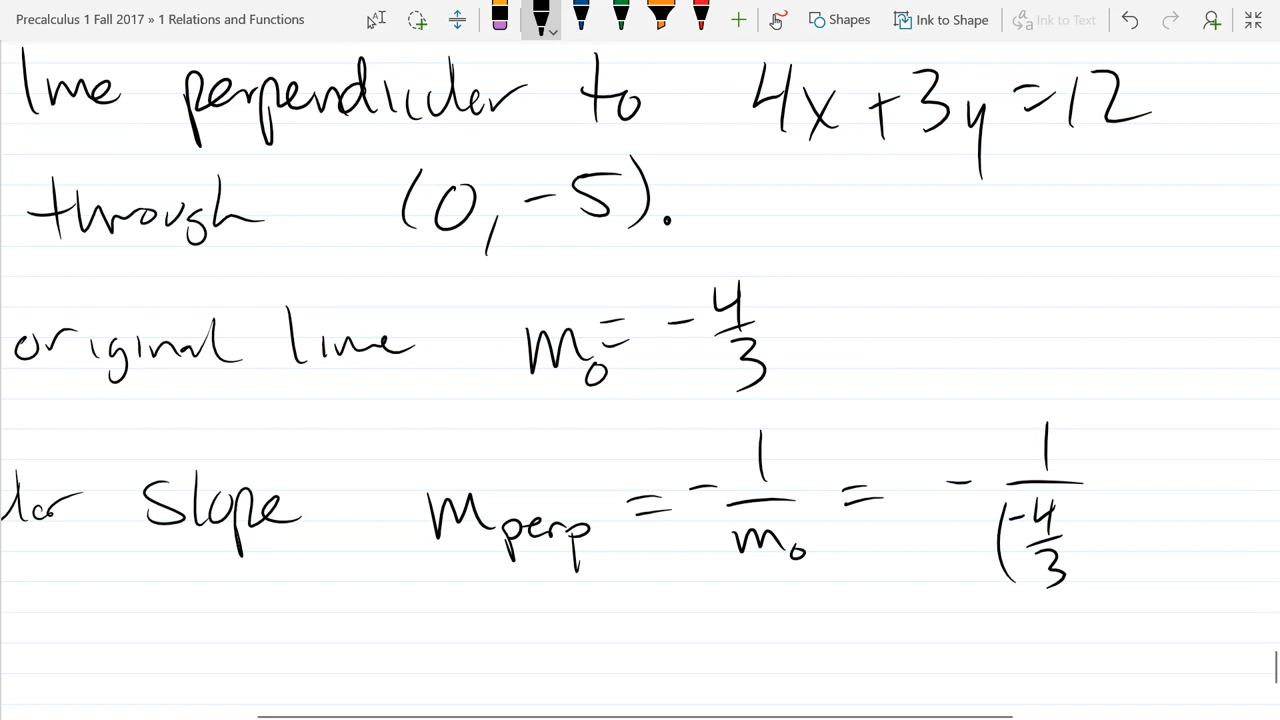 Precalculus 1 Fall 2017 » 1 Relations and Functions Shapes Ink to Shape Ink to Text
line perpendicular to 4x + 3y = 12
through (0, -5).
original line m₀ = -4/3
lar slope m_perp = -1/m₀ = -1/(-4/3